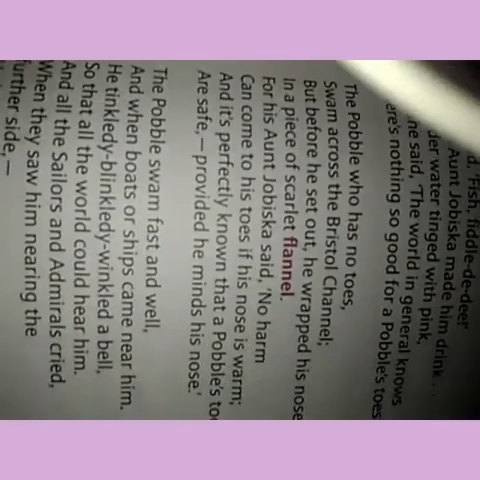 d, 'Fish, fiddle-de-dee!'
Aunt Jobiska made him drink . . .
der water tinged with pink,
ne said, 'The world in general knows
ere's nothing so good for a Pobble's toes
The Pobble who has no toes,
Swam across the Bristol Channel;
But before he set out, he wrapped his nose
In a piece of scarlet flannel.
For his Aunt Jobiska said, 'No harm
Can come to his toes if his nose is warm;
And it's perfectly known that a Pobble's to
Are safe, — provided he minds his nose.'
The Pobble swam fast and well,
And when boats or ships came near him.
He tinkledy-blinkledy-winkled a bell,
So that all the world could hear him.
And all the Sailors and Admirals cried,
When they saw him nearing the
further side, —